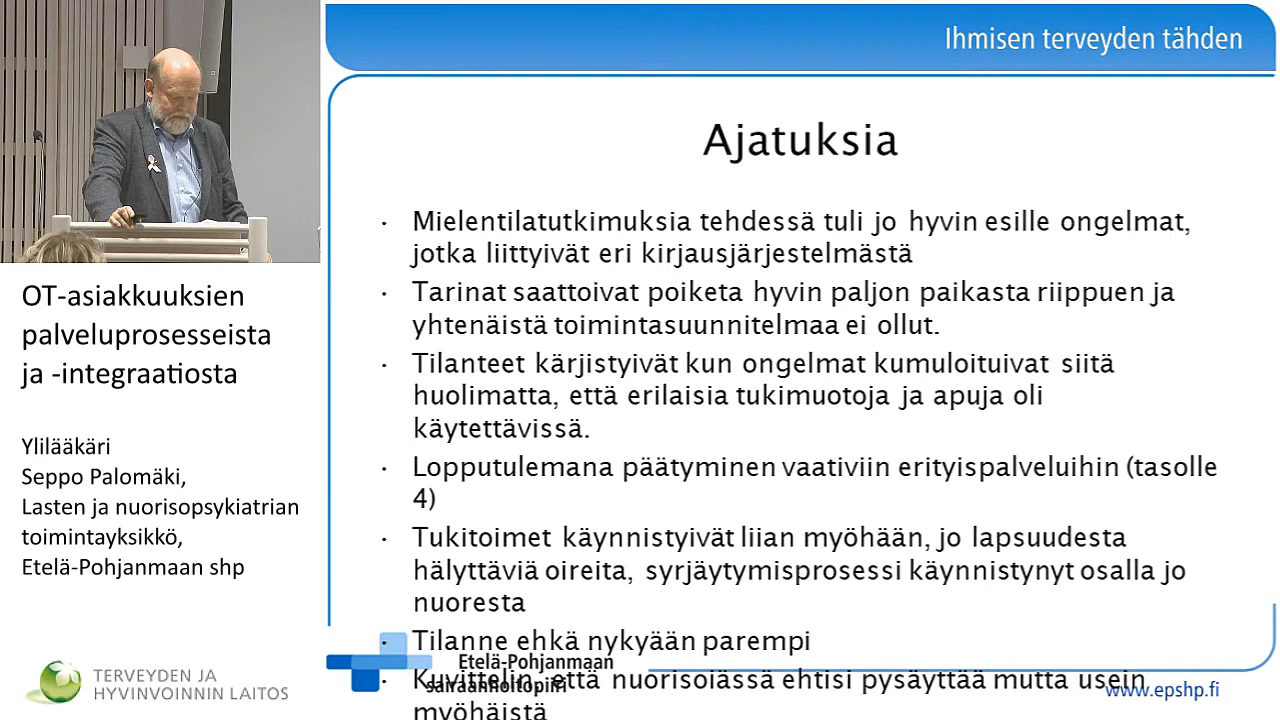 Ihmisen terveyden tähden
Ajatuksia
· Mielentilatutkimuksia tehdessä tuli jo hyvin esille ongelmat,
jotka liittyivät eri kirjausjärjestelmästä
· Tarinat saattoivat poiketa hyvin paljon paikasta riippuen ja
yhtenäistä toimintasuunnitelmaa ei ollut.
· Tilanteet kärjistyivät kun ongelmat kumuloituivat siitä
huolimatta, että erilaisia tukimuotoja ja apuja oli
käytettävissä.
· Lopputulemana päätyminen vaativiin erityispalveluihin (tasolle
4)
· Tukitoimet käynnistyivät liian myöhään, jo lapsuudesta
hälyttäviä oireita, syrjäytymisprosessi käynnistynyt osalla jo
nuoresta
· Tilanne ehkä nykyään parempi
· Kuvittelin, että nuorisoiässä ehtisi pysäyttää mutta usein
myöhäistä
Etelä-Pohjanmaan
sairaanhoitopiiri
www.epshp.fi
OT-asiakkuuksien
palveluprosesseista
ja -integraatiosta
Ylilääkäri
Seppo Palomäki,
Lasten ja nuorisopsykiatrian
toimintayksikkö,
Etelä-Pohjanmaan shp
TERVEYDEN JA
HYVINVOINNIN LAITOS